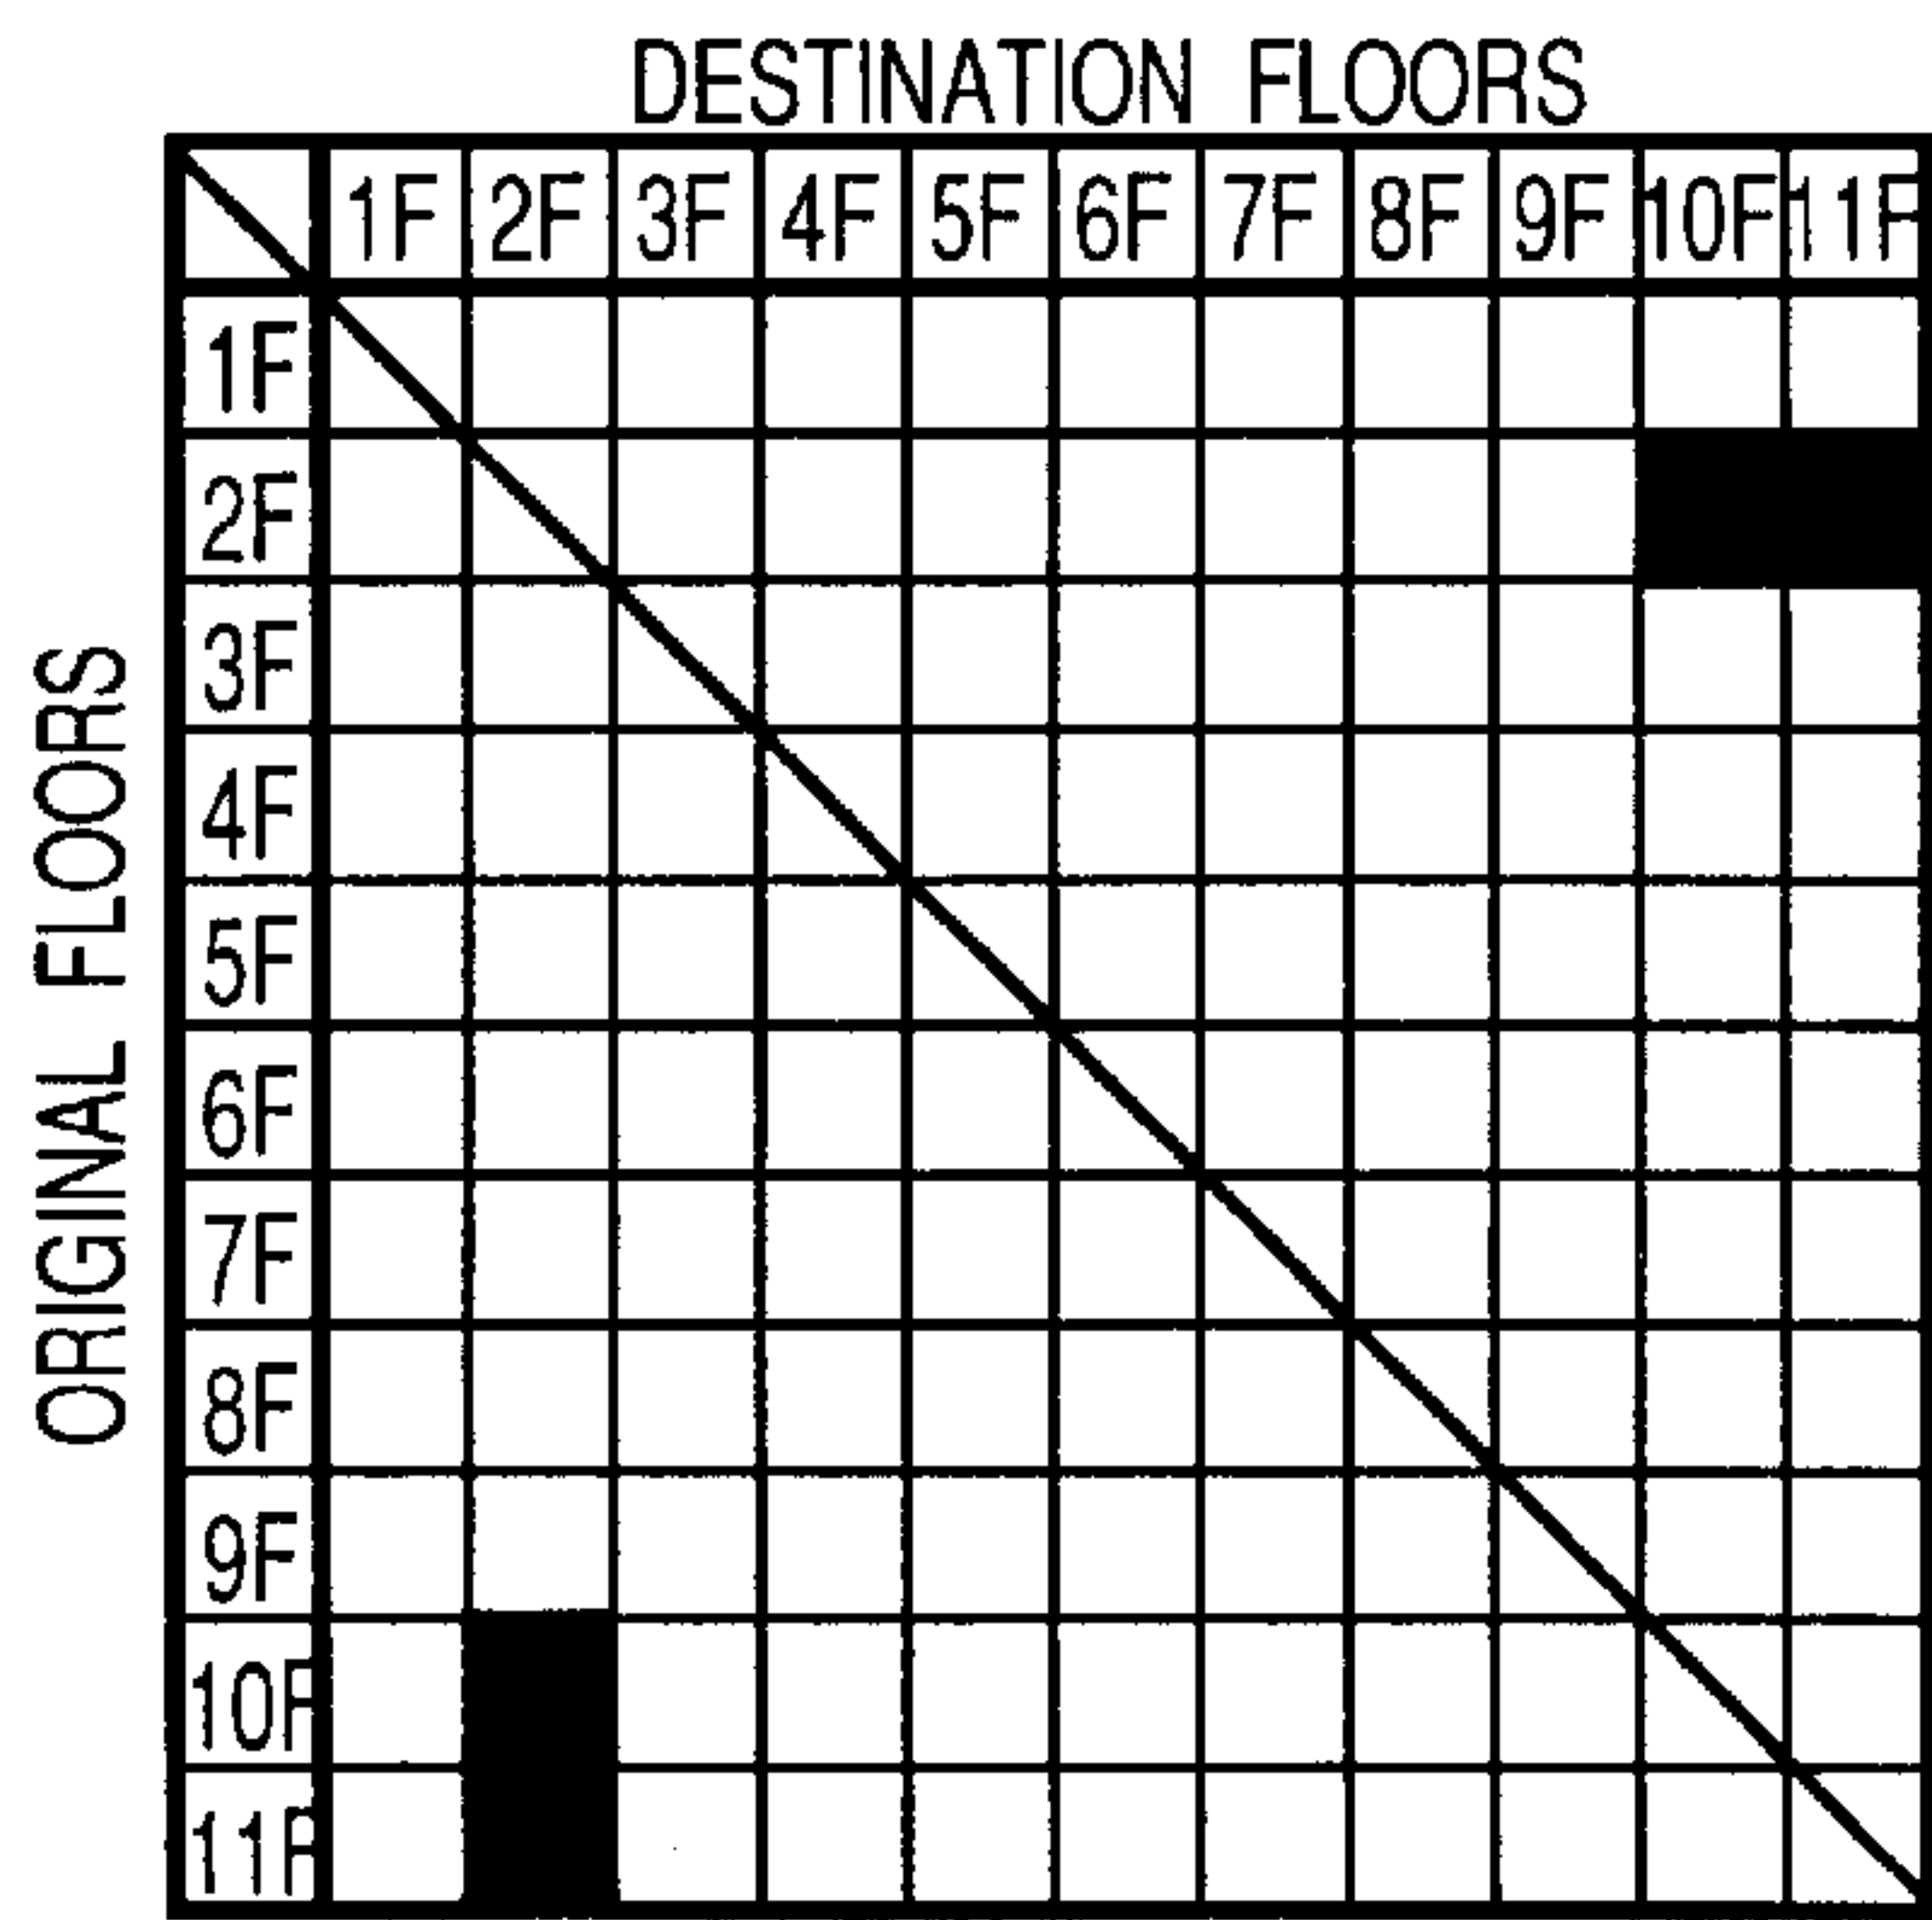 DESTINATION FLOORS
1F 2F 3F 4F 5F 6F 7F 8F 9F 10F 11F
ORIGINAL FLOORS
1F
2F
3F
4F
5F
6F
7F
8F
9F
10F
11F